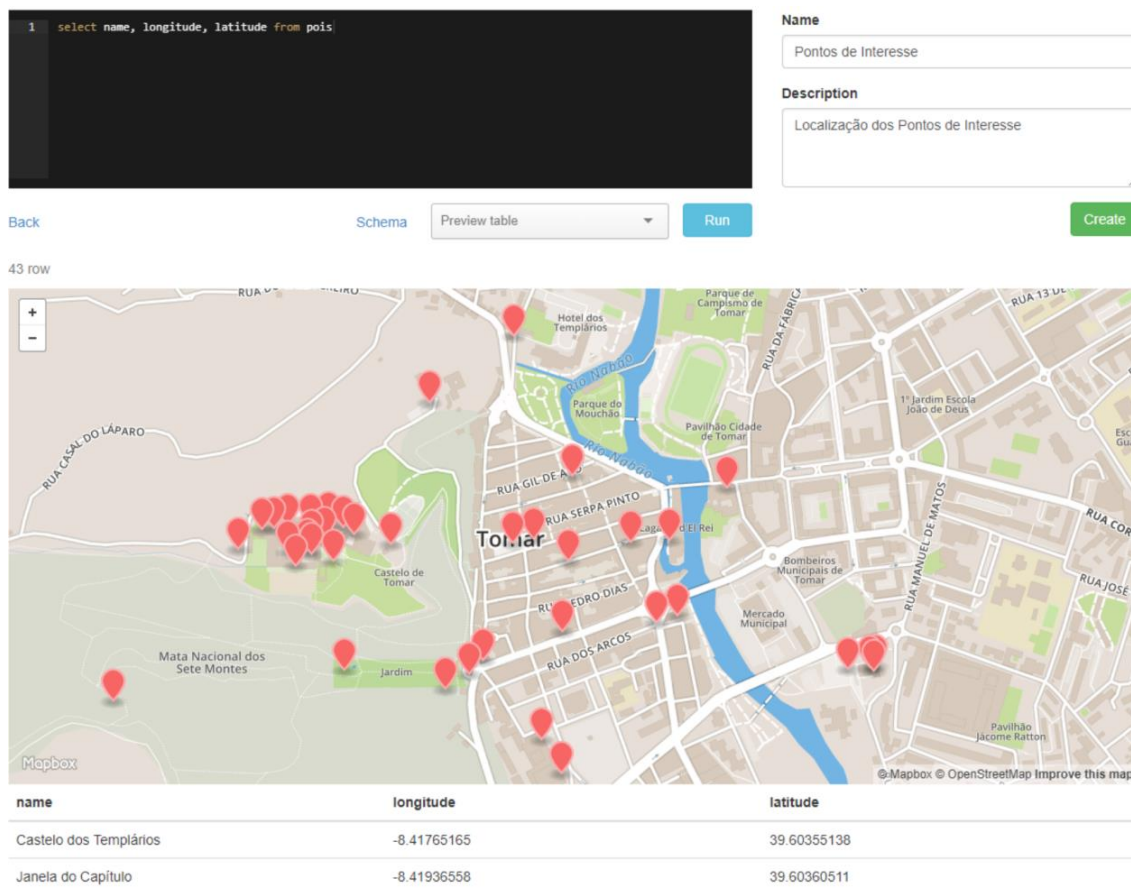 1 select name, longitude, latitude from pois
Name
Pontos de Interesse
Description
Localização dos Pontos de Interesse
Back
Schema
Preview table
Run
Create
43 row
+
-
Hotel dos
Templários
Parque de
Campismo de
Tomar
RUA DA FÁBRICA
RUA 13 DE
Rio Nabão
Parque do
Mouchão
1º Jardim Escola
João de Deus
Pavilhão Cidade
de Tomar
RUA CASAL DO LÁPARO
Rio Nabão
RUA GIL DE
RUA SERPA PINTO
RUA MANUEL DE MATOS
Tomar
d'El Rei
Bombeiros
Municipais de
Tomar
Castelo de
Tomar
RUA JOSÉ
PEDRO DIAS
Mercado
Municipal
RUA DOS ARCOS
Mata Nacional dos
Sete Montes
Jardim
Pavilhão
Jácome Ratton
Mapbox
© Mapbox © OpenStreetMap Improve this map
name longitude latitude
Castelo dos Templários -8.41765165 39.60355138
Janela do Capítulo -8.41936558 39.60360511